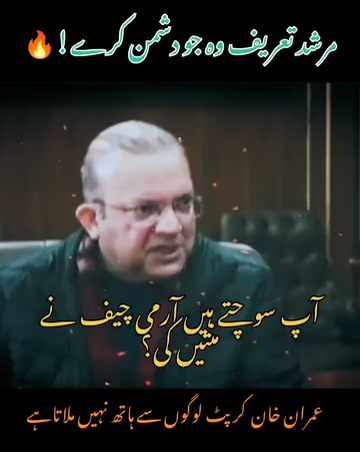 مرشد تعریف وہ جو دشمن کرے ! 🔥
آپ سوچتے ہیں آرمی چیف نے
منتیں کی؟
عمران خان کرپٹ لوگوں سے ہاتھ نہیں ملاتا ہے